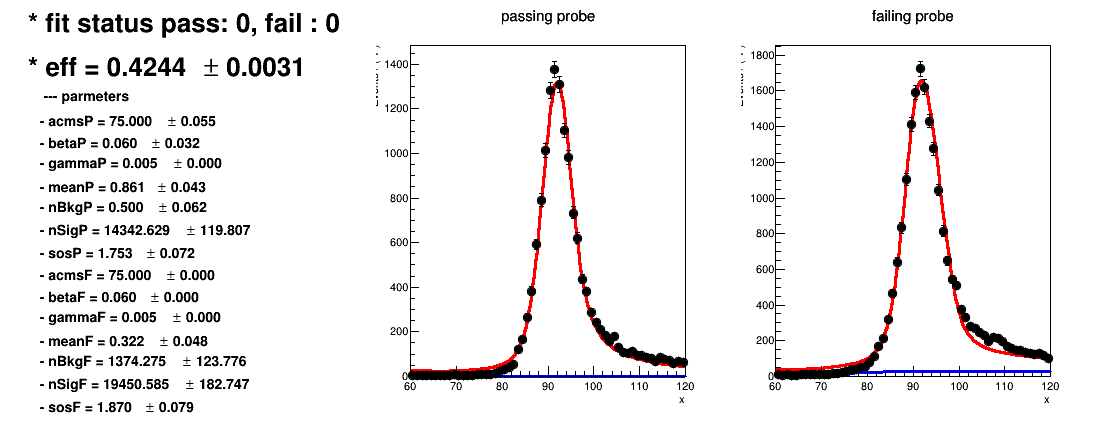 * fit status pass: 0, fail : 0
* eff = 0.4244 ± 0.0031
--- parmeters
- acmsP = 75.000 ± 0.055
- betaP = 0.060 ± 0.032
- gammaP = 0.005 ± 0.000
- meanP = 0.861 ± 0.043
- nBkgP = 0.500 ± 0.062
- nSigP = 14342.629 ± 119.807
- sosP = 1.753 ± 0.072
- acmsF = 75.000 ± 0.000
- betaF = 0.060 ± 0.000
- gammaF = 0.005 ± 0.000
- meanF = 0.322 ± 0.048
- nBkgF = 1374.275 ± 123.776
- nSigF = 19450.585 ± 182.747
- sosF = 1.870 ± 0.079
passing probe
1400
1200
1000
800
600
400
200
0
60 70 80 90 100 110 120
x
failing probe
1800
1600
1400
1200
1000
800
600
400
200
0
60 70 80 90 100 110 120
x